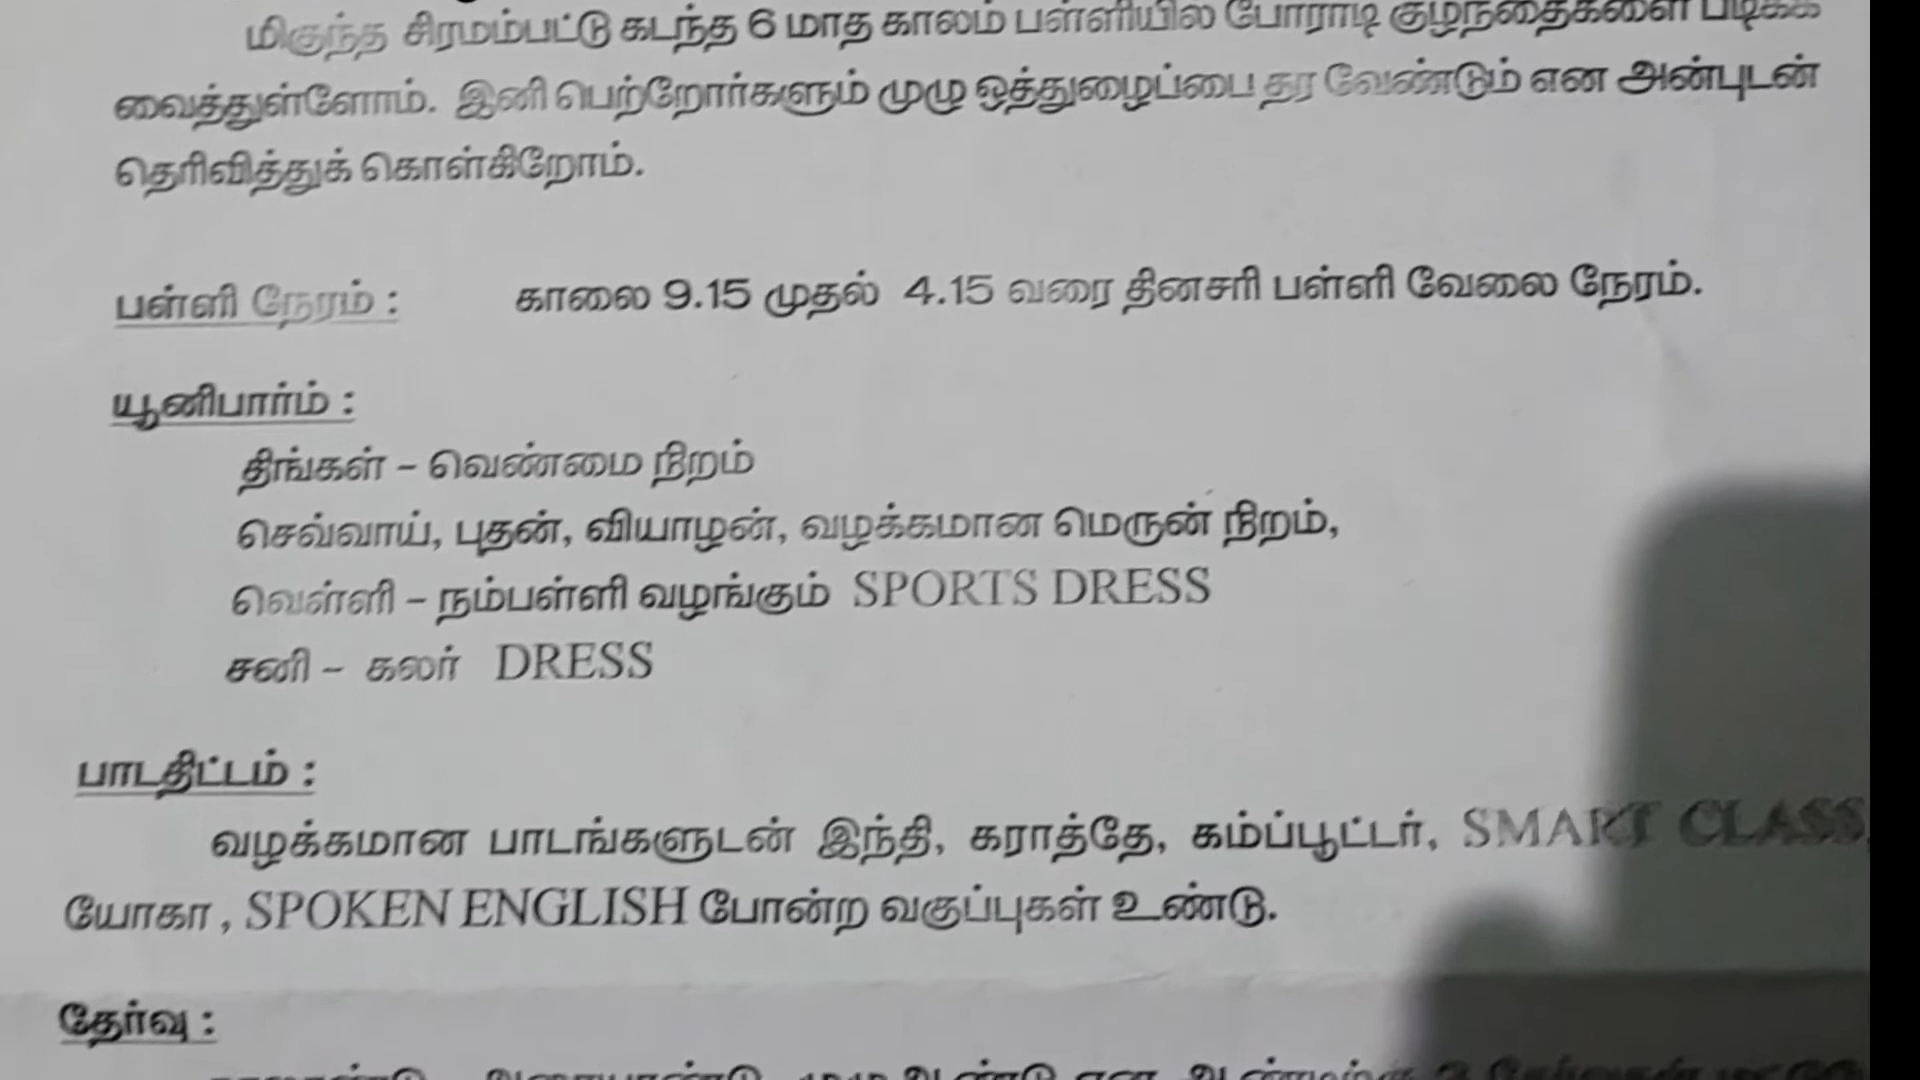 மிகுந்த சிரமம்பட்டு கடந்த 6 மாத காலம் பள்ளியில் போராடி குழந்தைகளை படிக்க
வைத்துள்ளோம். இனி பெற்றோர்களும் முழு ஒத்துழைப்பை தர வேண்டும் என அன்புடன்
தெரிவித்துக் கொள்கிறோம்.
பள்ளி நேரம் : காலை 9.15 முதல் 4.15 வரை தினசரி பள்ளி வேலை நேரம்.
யூனிபார்ம் :
திங்கள் – வெண்மை நிறம்
செவ்வாய், புதன், வியாழன், வழக்கமான மெருன் நிறம்,
வெள்ளி – நம்பள்ளி வழங்கும் SPORTS DRESS
சனி – கலர் DRESS
பாடதிட்டம் :
வழக்கமான பாடங்களுடன் இந்தி, கராத்தே, கம்ப்பூட்டர், SMART CLASS,
யோகா , SPOKEN ENGLISH போன்ற வகுப்புகள் உண்டு.
தேர்வு :